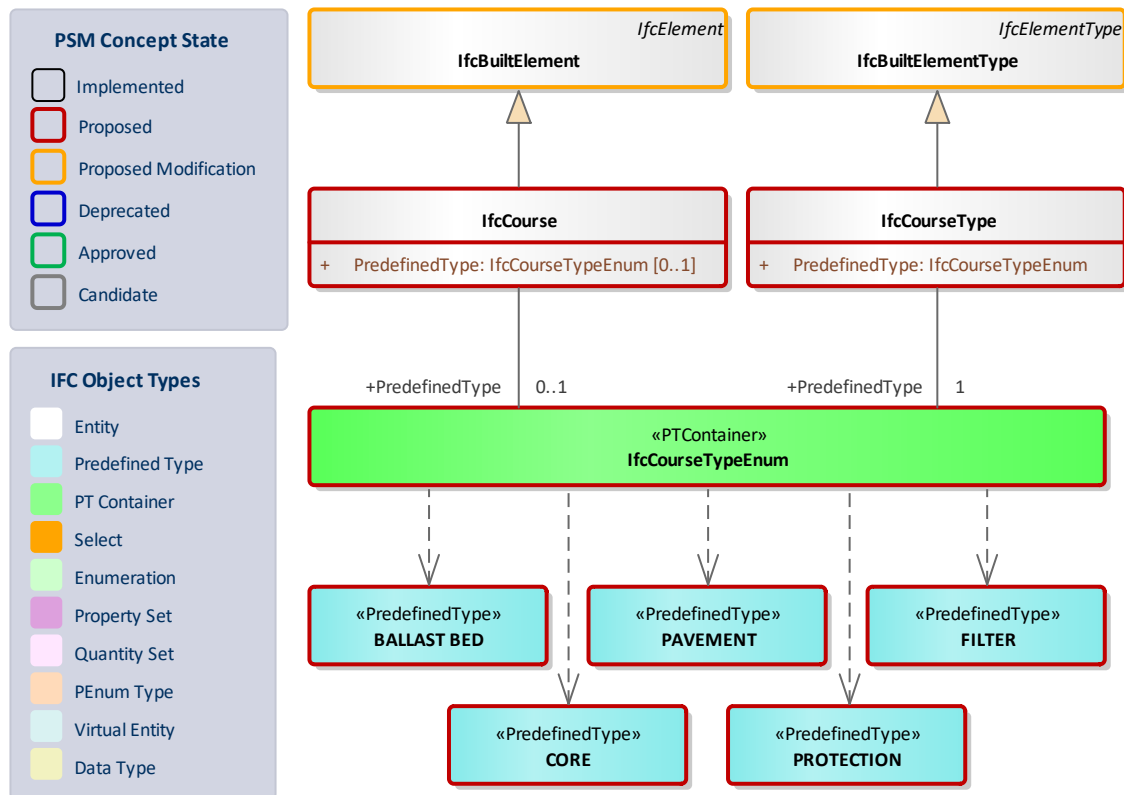 PSM Concept State
Implemented
Proposed
Proposed Modification
Deprecated
Approved
Candidate
IFC Object Types
Entity
Predefined Type
PT Container
Select
Enumeration
Property Set
Quantity Set
PEnum Type
Virtual Entity
Data Type
IfcElement
IfcBuiltElement
IfcElementType
IfcBuiltElementType
IfcCourse
+ PredefinedType: IfcCourseTypeEnum [0..1]
IfcCourseType
+ PredefinedType: IfcCourseTypeEnum
+PredefinedType 0..1
+PredefinedType 1
«PTContainer»
IfcCourseTypeEnum
«PredefinedType»
BALLAST BED
«PredefinedType»
PAVEMENT
«PredefinedType»
FILTER
«PredefinedType»
CORE
«PredefinedType»
PROTECTION